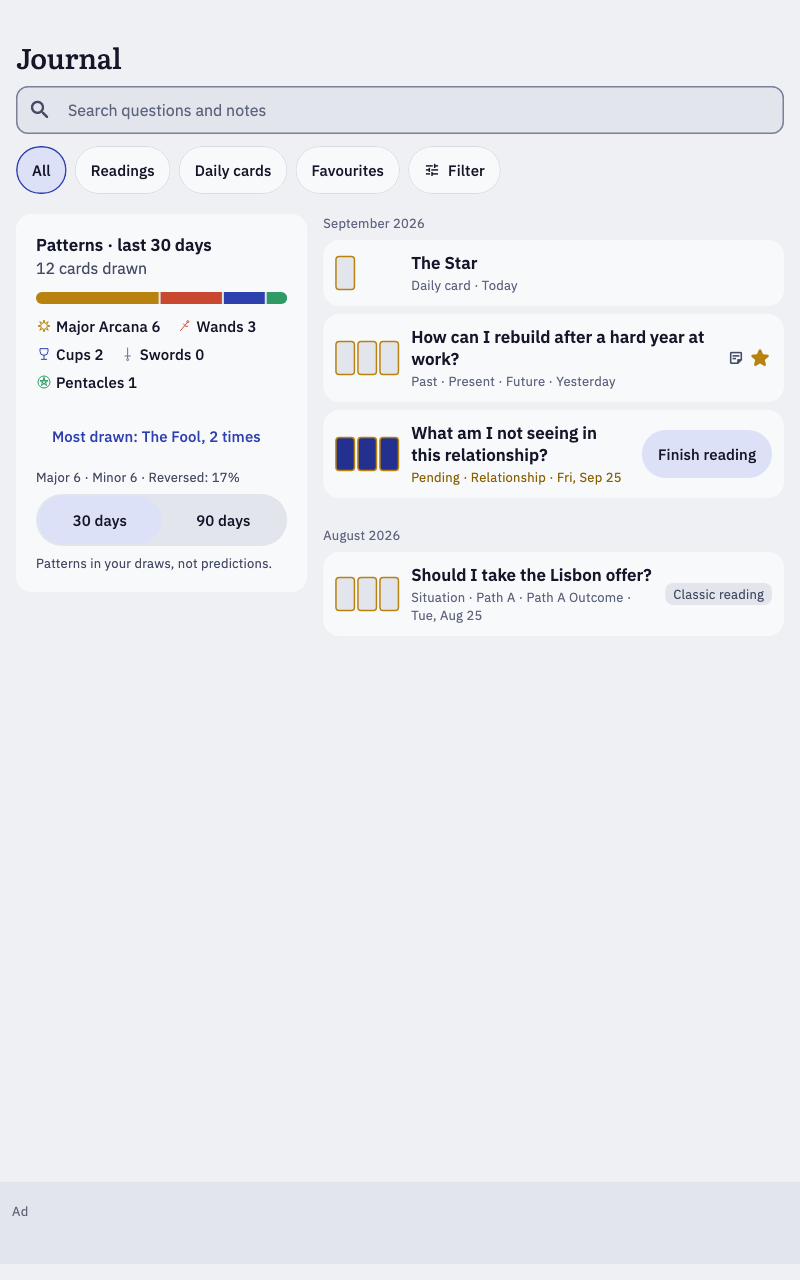 Journal
Search questions and notes
All
Readings
Daily cards
Favourites
Filter
Patterns · last 30 days
12 cards drawn
Major Arcana 6
Wands 3
Cups 2
Swords 0
Pentacles 1
Most drawn: The Fool, 2 times
Major 6 · Minor 6 · Reversed: 17%
30 days
90 days
Patterns in your draws, not predictions.
September 2026
The Star
Daily card · Today
How can I rebuild after a hard year at
work?
Past · Present · Future · Yesterday
What am I not seeing in
this relationship?
Pending · Relationship · Fri, Sep 25
Finish reading
August 2026
Should I take the Lisbon offer?
Situation · Path A · Path A Outcome ·
Tue, Aug 25
Classic reading
Ad